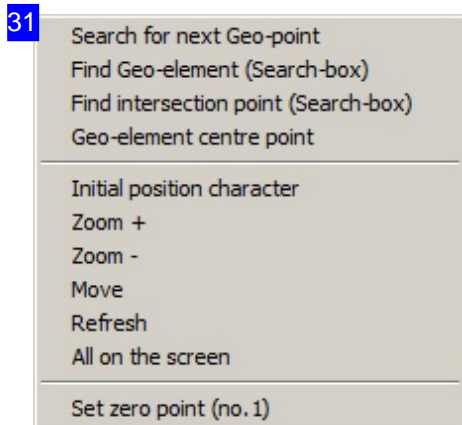 31
Search for next Geo-point
Find Geo-element (Search-box)
Find intersection point (Search-box)
Geo-element centre point
Initial position character
Zoom +
Zoom -
Move
Refresh
All on the screen
Set zero point (no. 1)